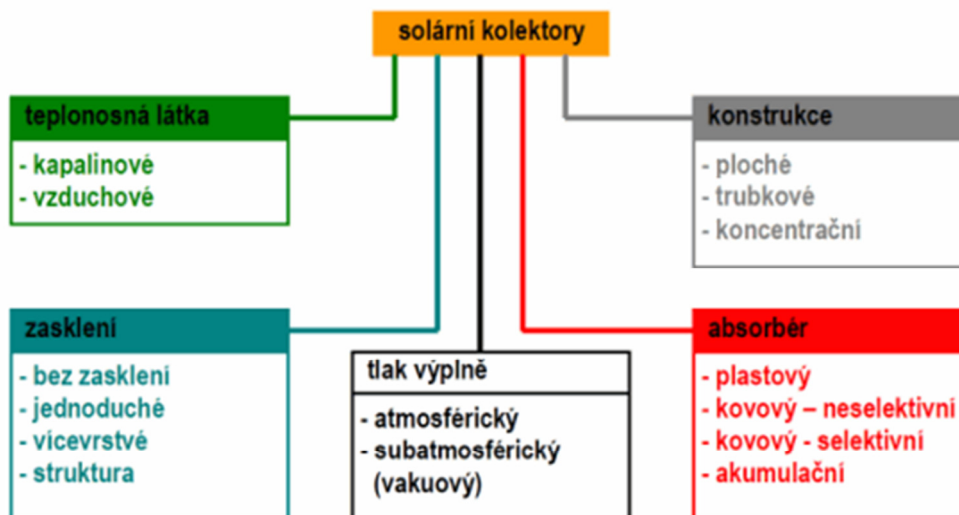 solární kolektory
teplonosná látka
- kapalinové
- vzduchové
konstrukce
- ploché
- trubkové
- koncentrační
zasklení
- bez zasklení
- jednoduché
- vícevrstvé
- struktura
tlak výplně
- atmosférický
- subatmosférický
(vakuový)
absorbér
- plastový
- kovový – neselektivní
- kovový - selektivní
- akumulační